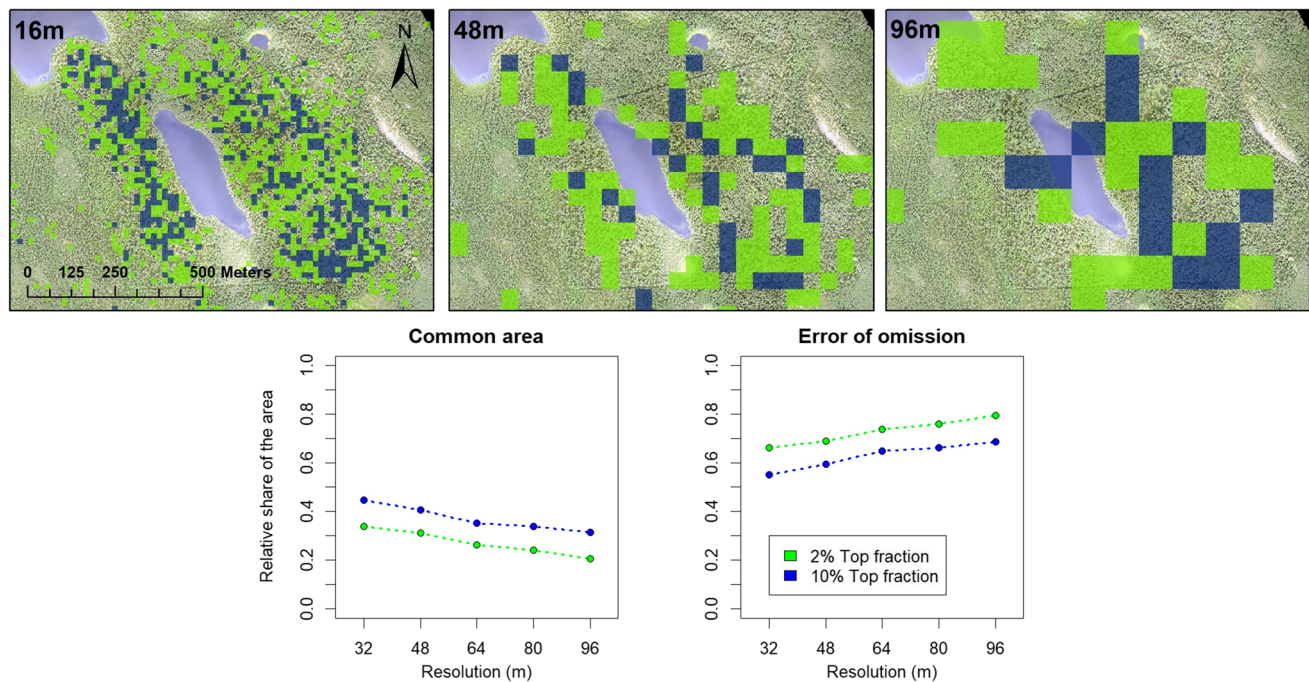 16m
N
0 125 250 500 Meters
48m
96m
Common area
Relative share of the area
0.0 0.2 0.4 0.6 0.8 1.0
32 48 64 80 96
Resolution (m)
Error of omission
0.0 0.2 0.4 0.6 0.8 1.0
2% Top fraction
10% Top fraction
32 48 64 80 96
Resolution (m)